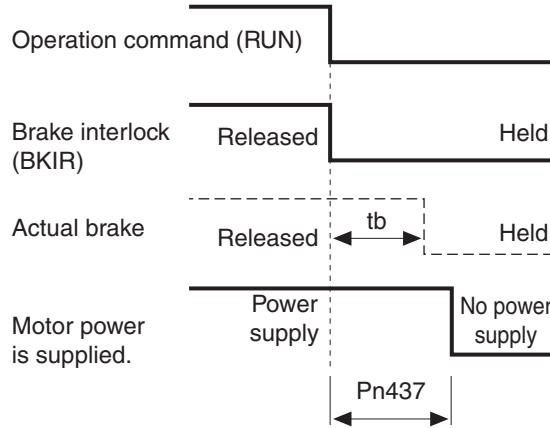 Operation command (RUN)
Brake interlock
(BKIR)
Released
Held
Actual brake
Released
tb
Held
Motor power
is supplied.
Power
supply
No power
supply
Pn437